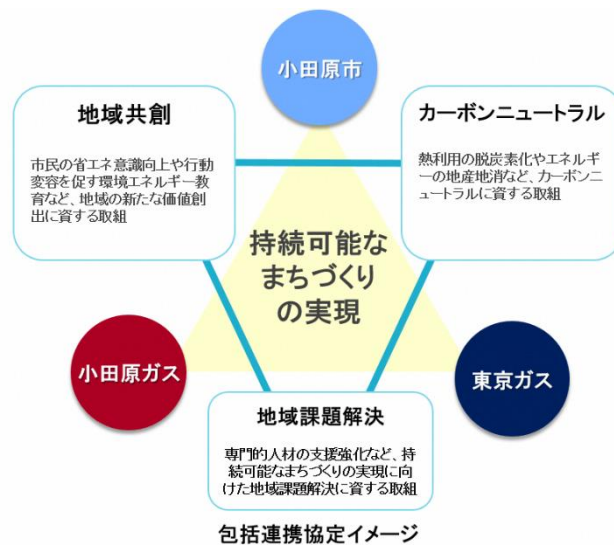 小田原市
地域共創
市民の省エネ意識向上や行動
変容を促す環境エネルギー教
育など、地域の新たな価値創
出に資する取組
カーボンニュートラル
熱利用の脱炭素化やエネルギ
ーの地産地消など、カーボン
ニュートラルに資する取組
持続可能な
まちづくり
の実現
小田原ガス
東京ガス
地域課題解決
専門的人材の支援強化など、持
続可能なまちづくりの実現に向
けた地域課題解決に資する取組
包括連携協定イメージ